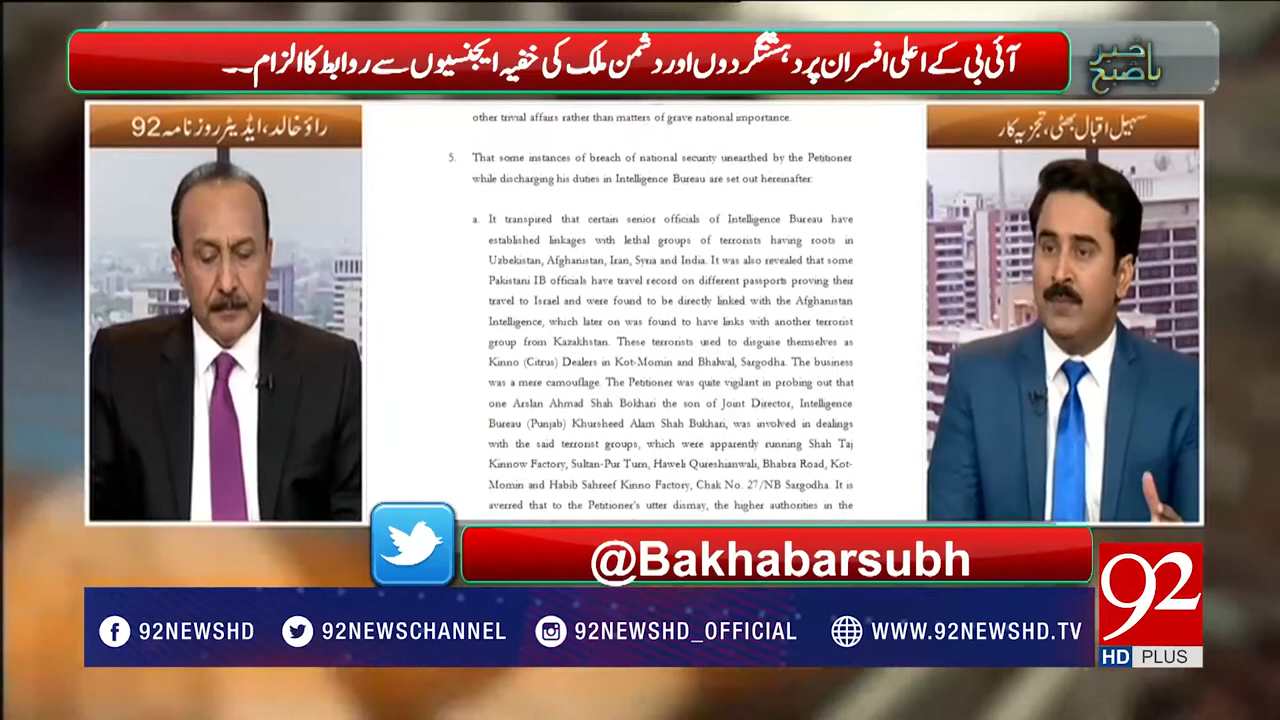 آئی بی کے اعلیٰ افسران پر دہشتگردوں اور دشمن ملک کی خفیہ ایجنسیوں سے روابط کا الزام۔۔
باخبر
صبح
راؤ خالد، ایڈیٹر روزنامہ 92
سہیل اقبال بھٹی، تجزیہ کار
other trivial affairs rather than matters of grave national importance.
5. That some instances of breach of national security unearthed by the Petitioner
while discharging his duties in Intelligence Bureau are set out hereinafter:
a. It transpired that certain senior officials of Intelligence Bureau have
established linkages with lethal groups of terrorists having roots in
Uzbekistan, Afghanistan, Iran, Syria and India. It was also revealed that some
Pakistani IB officials have travel record on different passports proving their
travel to Israel and were found to be directly linked with the Afghanistan
Intelligence, which later on was found to have links with another terrorist
group from Kazakhstan. These terrorists used to disguise themselves as
Kinno (Citrus) Dealers in Kot-Momin and Bhalwal, Sargodha. The business
was a mere camouflage. The Petitioner was quite vigilant in probing out that
one Arslan Ahmad Shah Bokhari the son of Joint Director, Intelligence
Bureau (Punjab) Khursheed Alam Shah Bukhari, was involved in dealings
with the said terrorist groups, which were apparently running Shah Taj
Kinnow Factory, Sultan-Pur Turn, Haweli Qureshianwali, Bhabra Road, Kot-
Momin and Habib Sahreef Kinno Factory, Chak No. 27/NB Sargodha. It is
averred that to the Petitioner's utter dismay, the higher authorities in the
@Bakhabarsubh
92NEWSHD
92NEWSCHANNEL
92NEWSHD_OFFICIAL
WWW.92NEWSHD.TV
92
HD PLUS